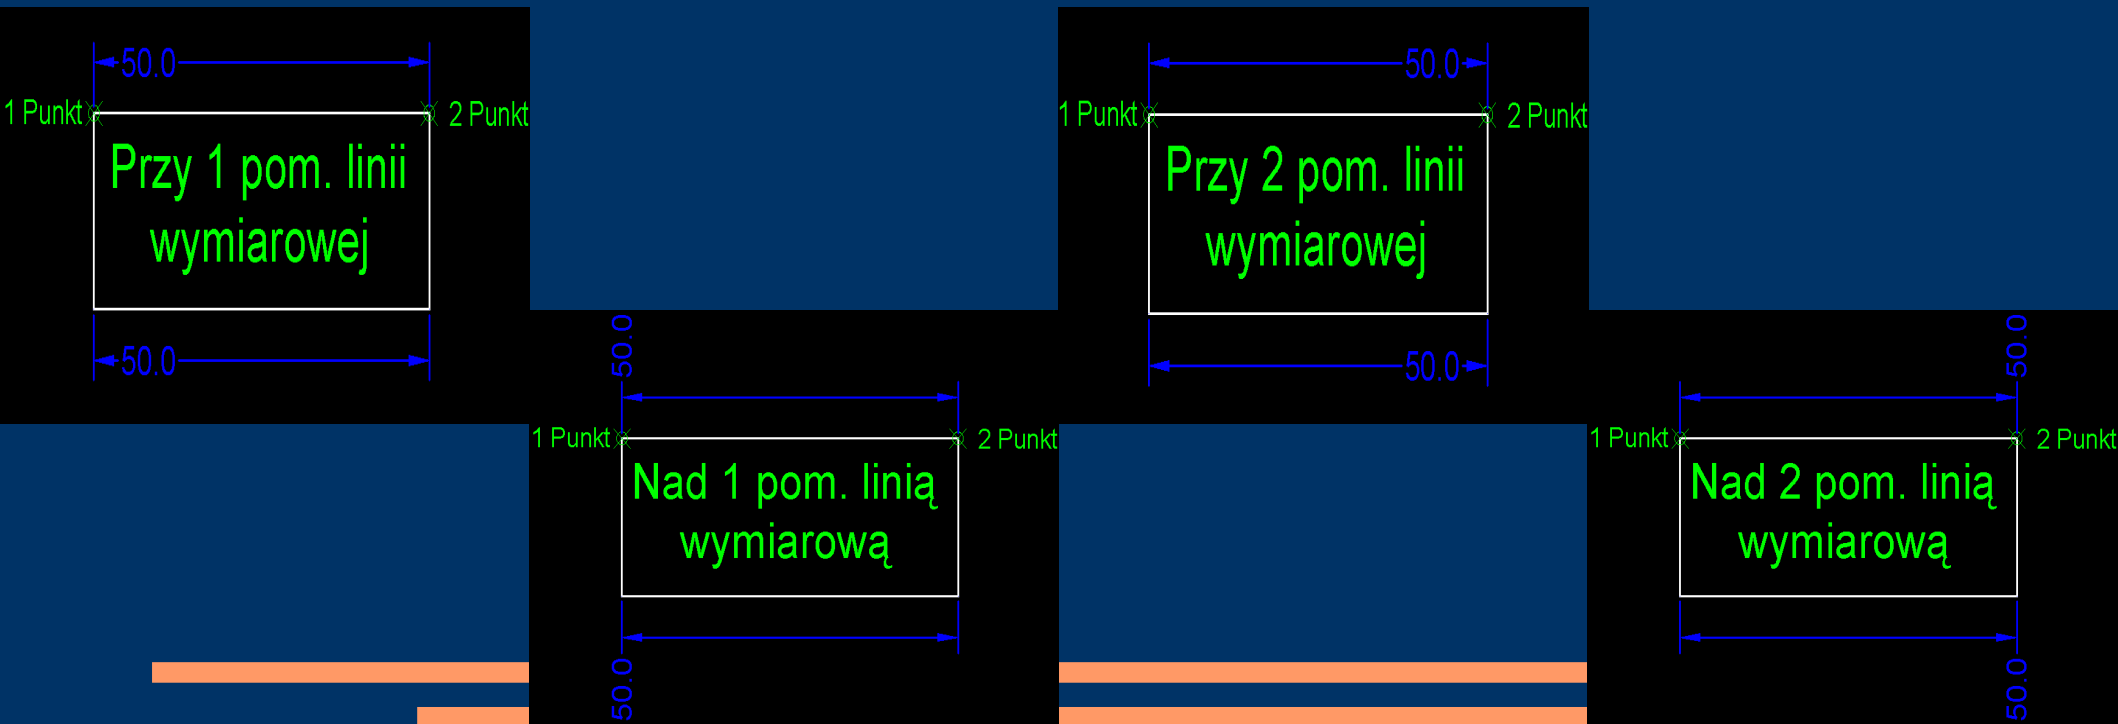 50.0
1 Punkt
2 Punkt
Przy 1 pom. linii
wymiarowej
50.0
50.0
1 Punkt
2 Punkt
Nad 1 pom. linią
wymiarową
50.0
50.0
1 Punkt
2 Punkt
Przy 2 pom. linii
wymiarowej
50.0
50.0
1 Punkt
2 Punkt
Nad 2 pom. linią
wymiarową
50.0